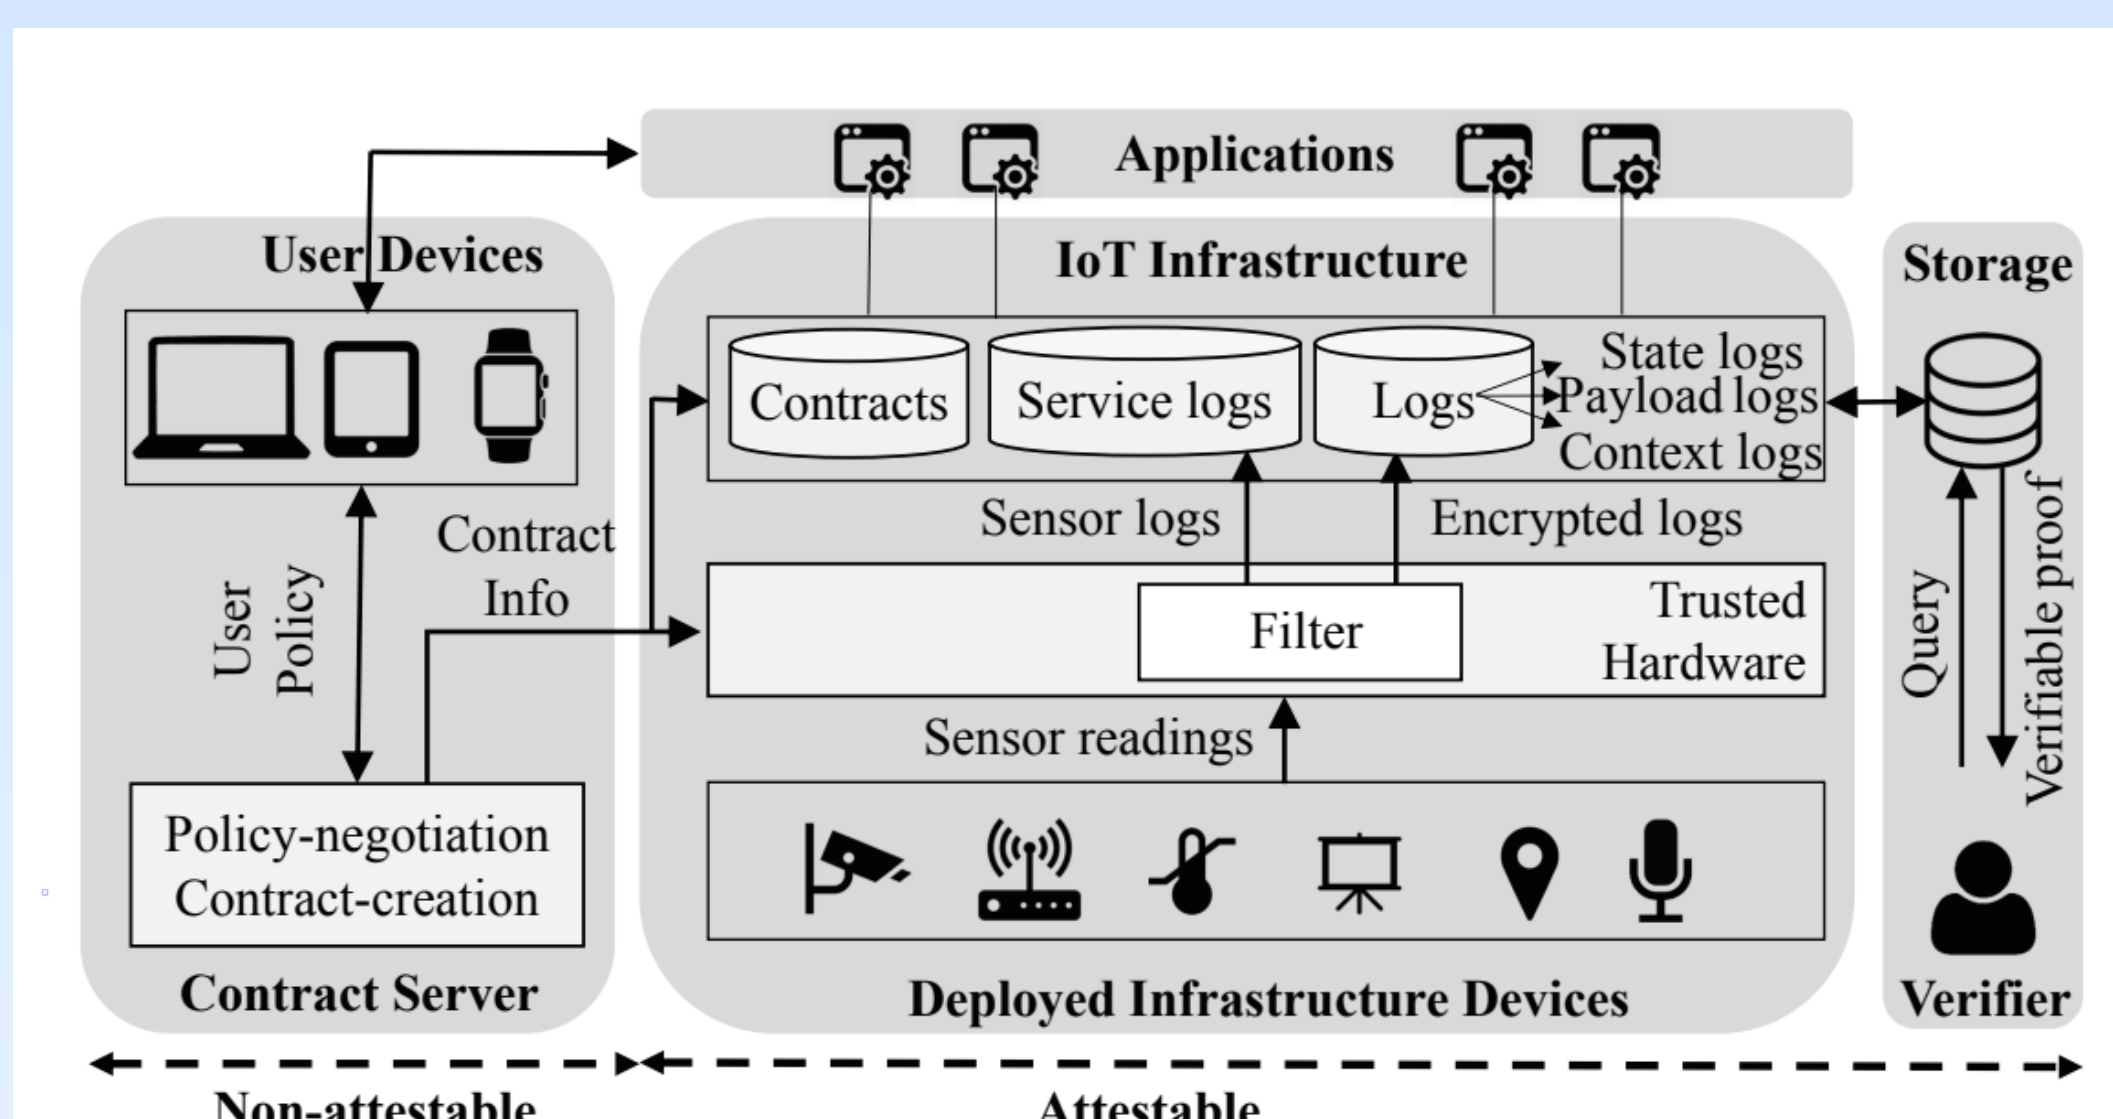 Applications
User Devices
IoT Infrastructure
Storage
Contracts
Service logs
Logs
State logs
Payload logs
Context logs
Sensor logs
Encrypted logs
Contract
Info
User
Policy
Filter
Trusted
Hardware
Query
Verifiable proof
Sensor readings
Policy-negotiation
Contract-creation
Contract Server
Deployed Infrastructure Devices
Verifier
Non-attestable
Attestable